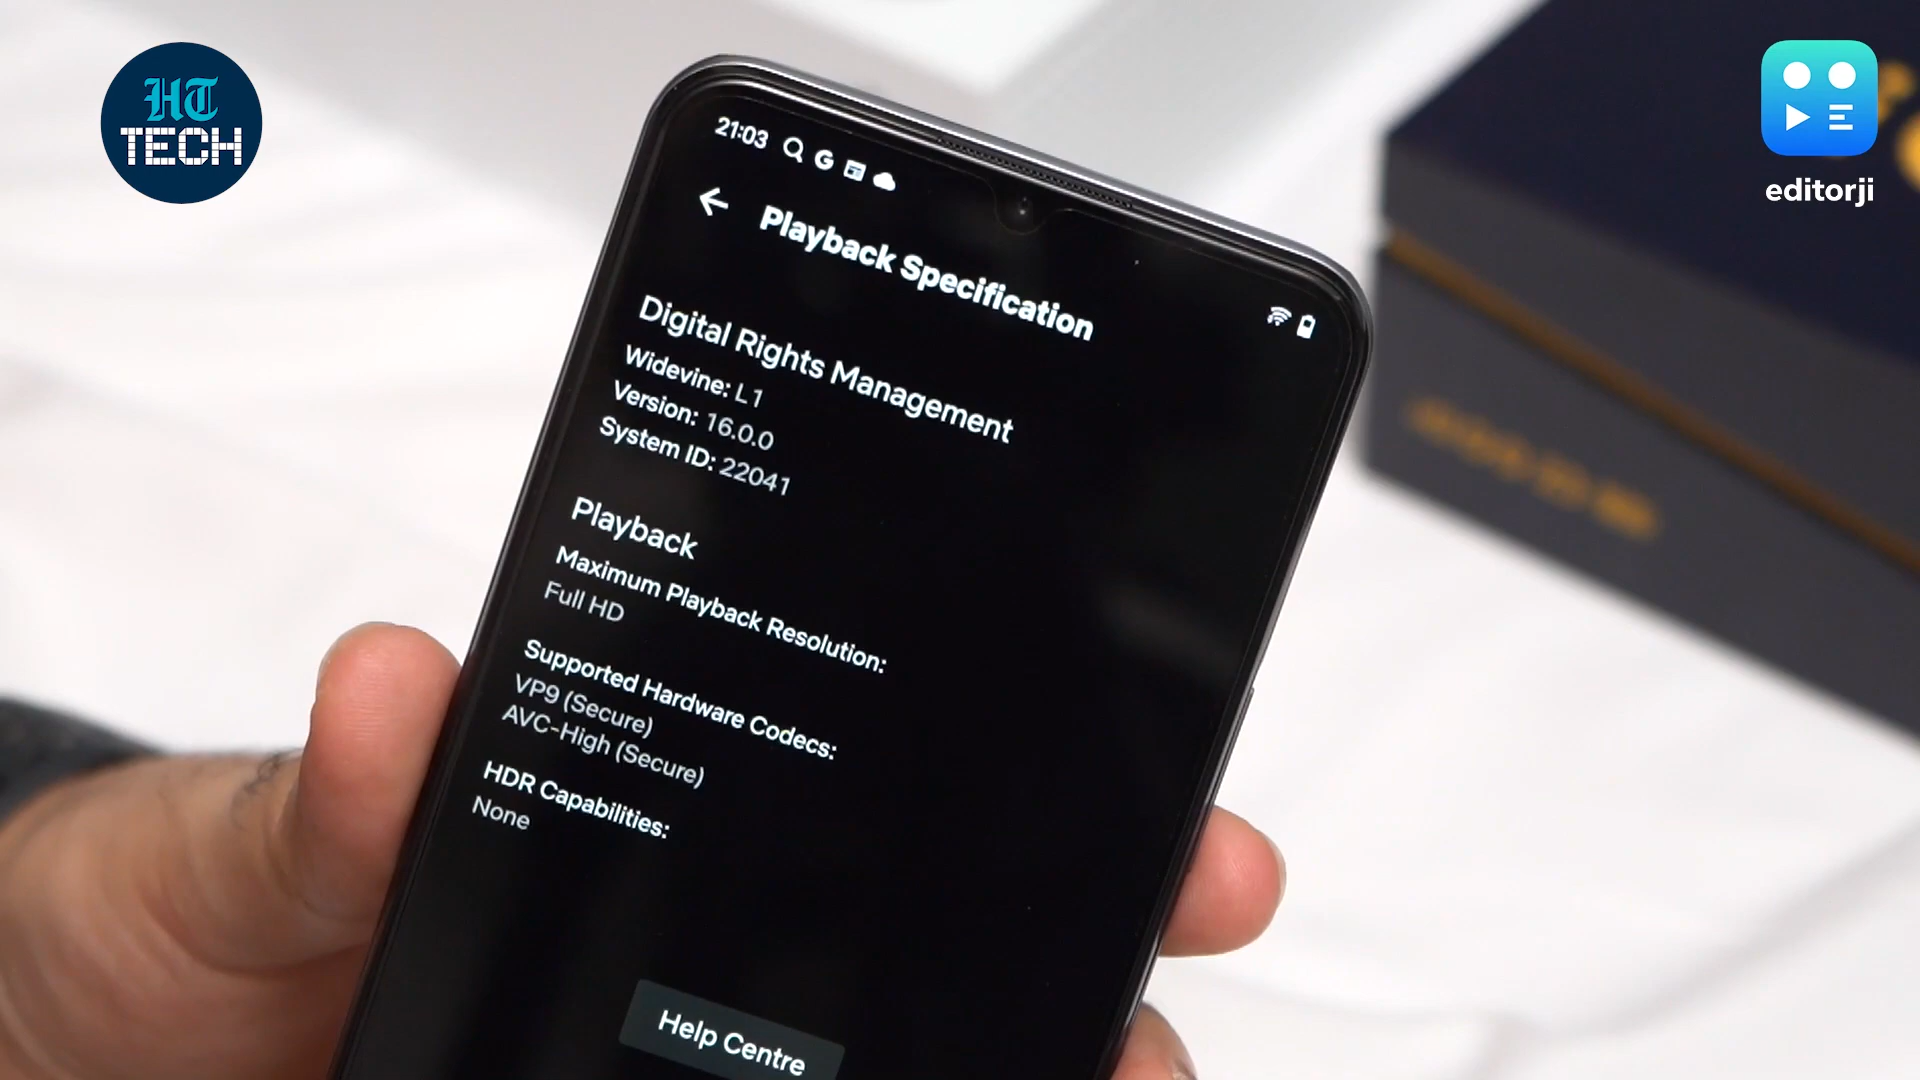 HT
TECH
editorji
21:03
Playback Specification
Digital Rights Management
Widevine: L1
Version: 16.0.0
System ID: 22041
Playback
Maximum Playback Resolution:
Full HD
Supported Hardware Codecs:
VP9 (Secure)
AVC-High (Secure)
HDR Capabilities:
None
Help Centre